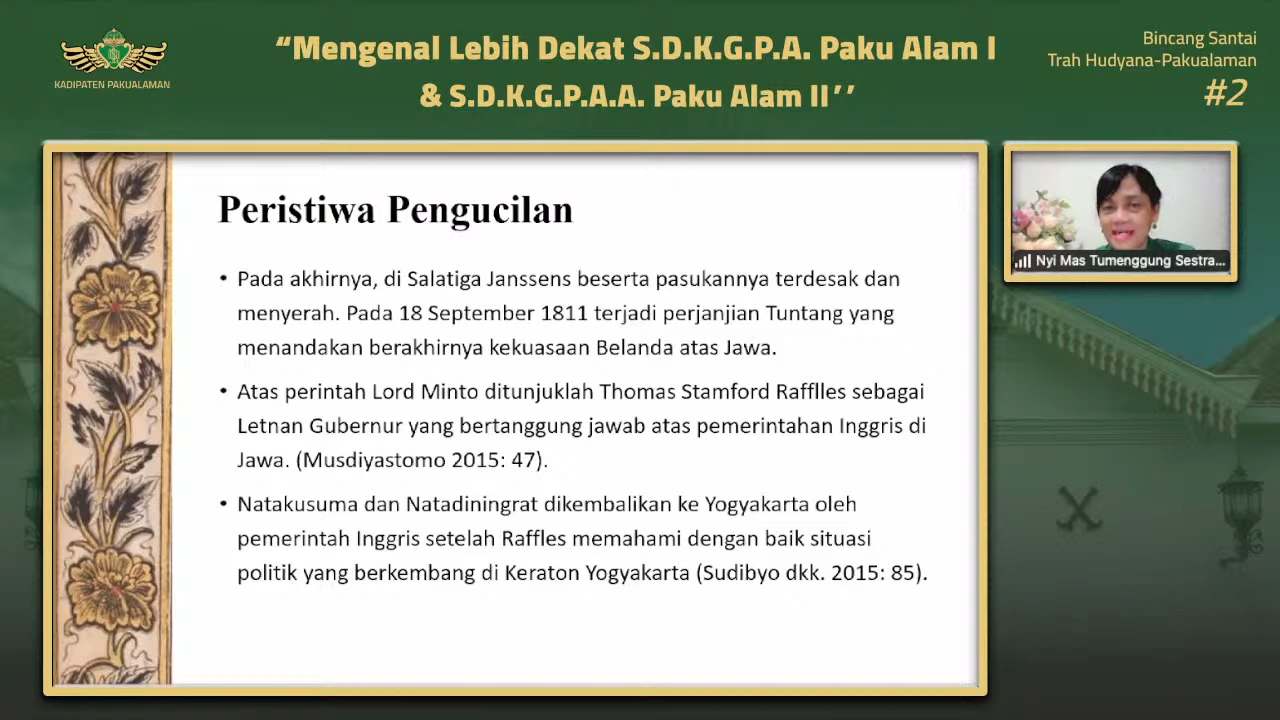 KADIPATEN PAKUALAMAN
“Mengenal Lebih Dekat S.D.K.G.P.A. Paku Alam I
& S.D.K.G.P.A.A. Paku Alam II’’
Bincang Santai
Trah Hudyana-Pakualaman
#2
Peristiwa Pengucilan
• Pada akhirnya, di Salatiga Janssens beserta pasukannya terdesak dan
menyerah. Pada 18 September 1811 terjadi perjanjian Tuntang yang
menandakan berakhirnya kekuasaan Belanda atas Jawa.
• Atas perintah Lord Minto ditunjuklah Thomas Stamford Rafflles sebagai
Letnan Gubernur yang bertanggung jawab atas pemerintahan Inggris di
Jawa. (Musdiyastomo 2015: 47).
• Natakusuma dan Natadiningrat dikembalikan ke Yogyakarta oleh
pemerintah Inggris setelah Raffles memahami dengan baik situasi
politik yang berkembang di Keraton Yogyakarta (Sudibyo dkk. 2015: 85).
Nyi Mas Tumenggung Sestra...